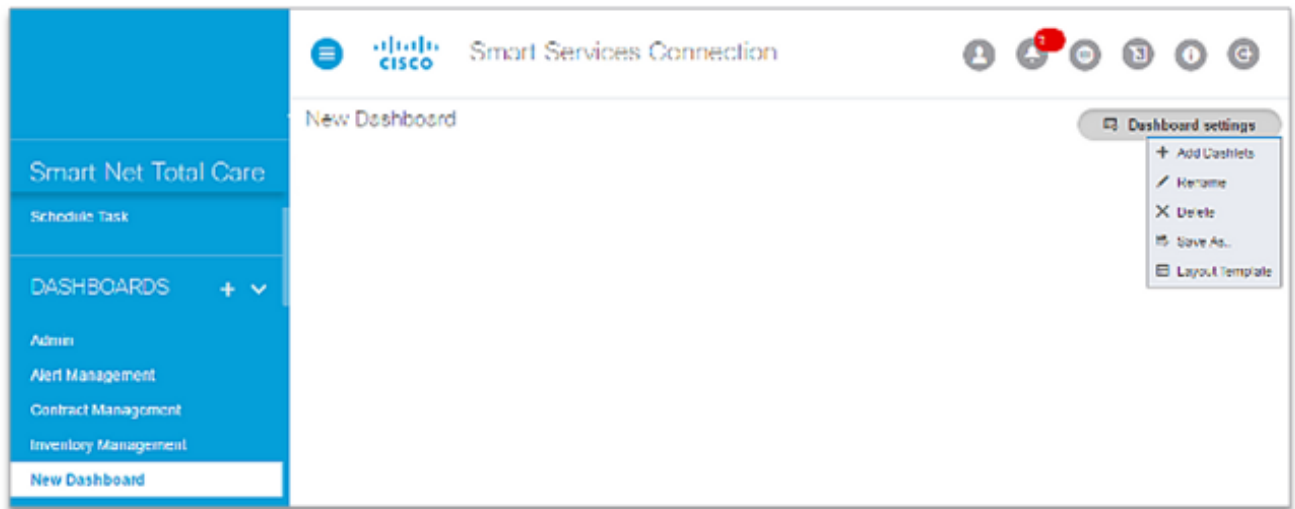 cisco
Smart Services Connection
New Dashboard
Dashboard settings
+ Add Dashlets
Rename
Delete
Save As..
Layout Template
Smart Net Total Care
Schedule Task
DASHBOARDS + 
Admin
Alert Management
Contract Management
Inventory Management
New Dashboard